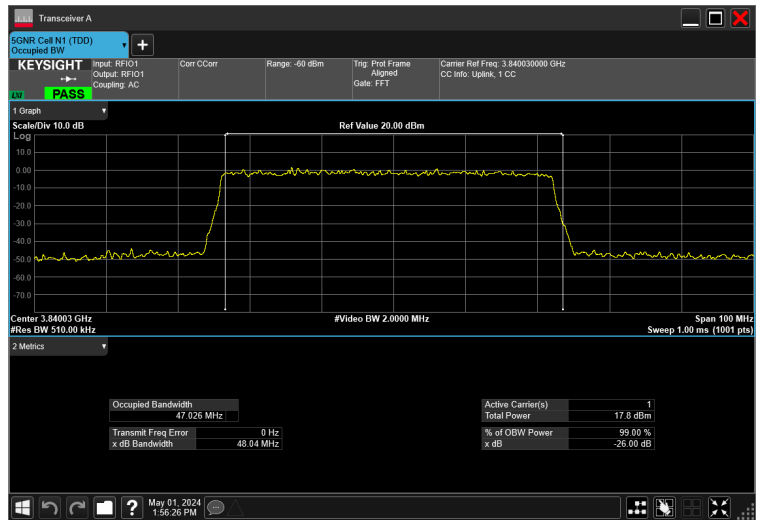 Transceiver A
5GNR Cell N1 (TDD)
Occupied BW
KEYSIGHT
LNI
PASS
Input: RFIO1
Output: RFIO1
Coupling: AC
Corr CCorr
Range: -60 dBm
Trig: Prot Frame
Aligned
Gate: FFT
Carrier Ref Freq: 3.840030000 GHz
CC Info: Uplink, 1 CC
1 Graph
Scale/Div 10.0 dB
Ref Value 20.00 dBm
Log
10.0
0.00
-10.0
-20.0
-30.0
-40.0
-50.0
-60.0
-70.0
Center 3.84003 GHz
#Video BW 2.0000 MHz
Span 100 MHz
#Res BW 510.00 kHz
Sweep 1.00 ms (1001 pts)
2 Metrics
Occupied Bandwidth
47.026 MHz
Transmit Freq Error 0 Hz
x dB Bandwidth 48.04 MHz
Active Carrier(s) 1
Total Power 17.8 dBm
% of OBW Power 99.00 %
x dB -26.00 dB
?
May 01, 2024
1:56:26 PM